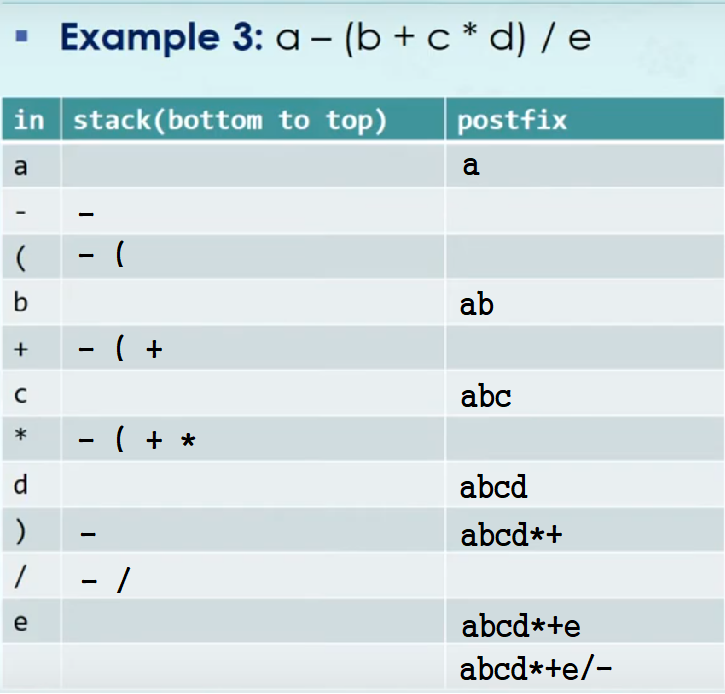 ▪ Example 3: a – (b + c * d) / e
in stack(bottom to top) postfix
a a
- –
( – (
b ab
+ – ( +
c abc
* – ( + *
d abcd
) – abcd*+
/ – /
e abcd*+e
abcd*+e/–